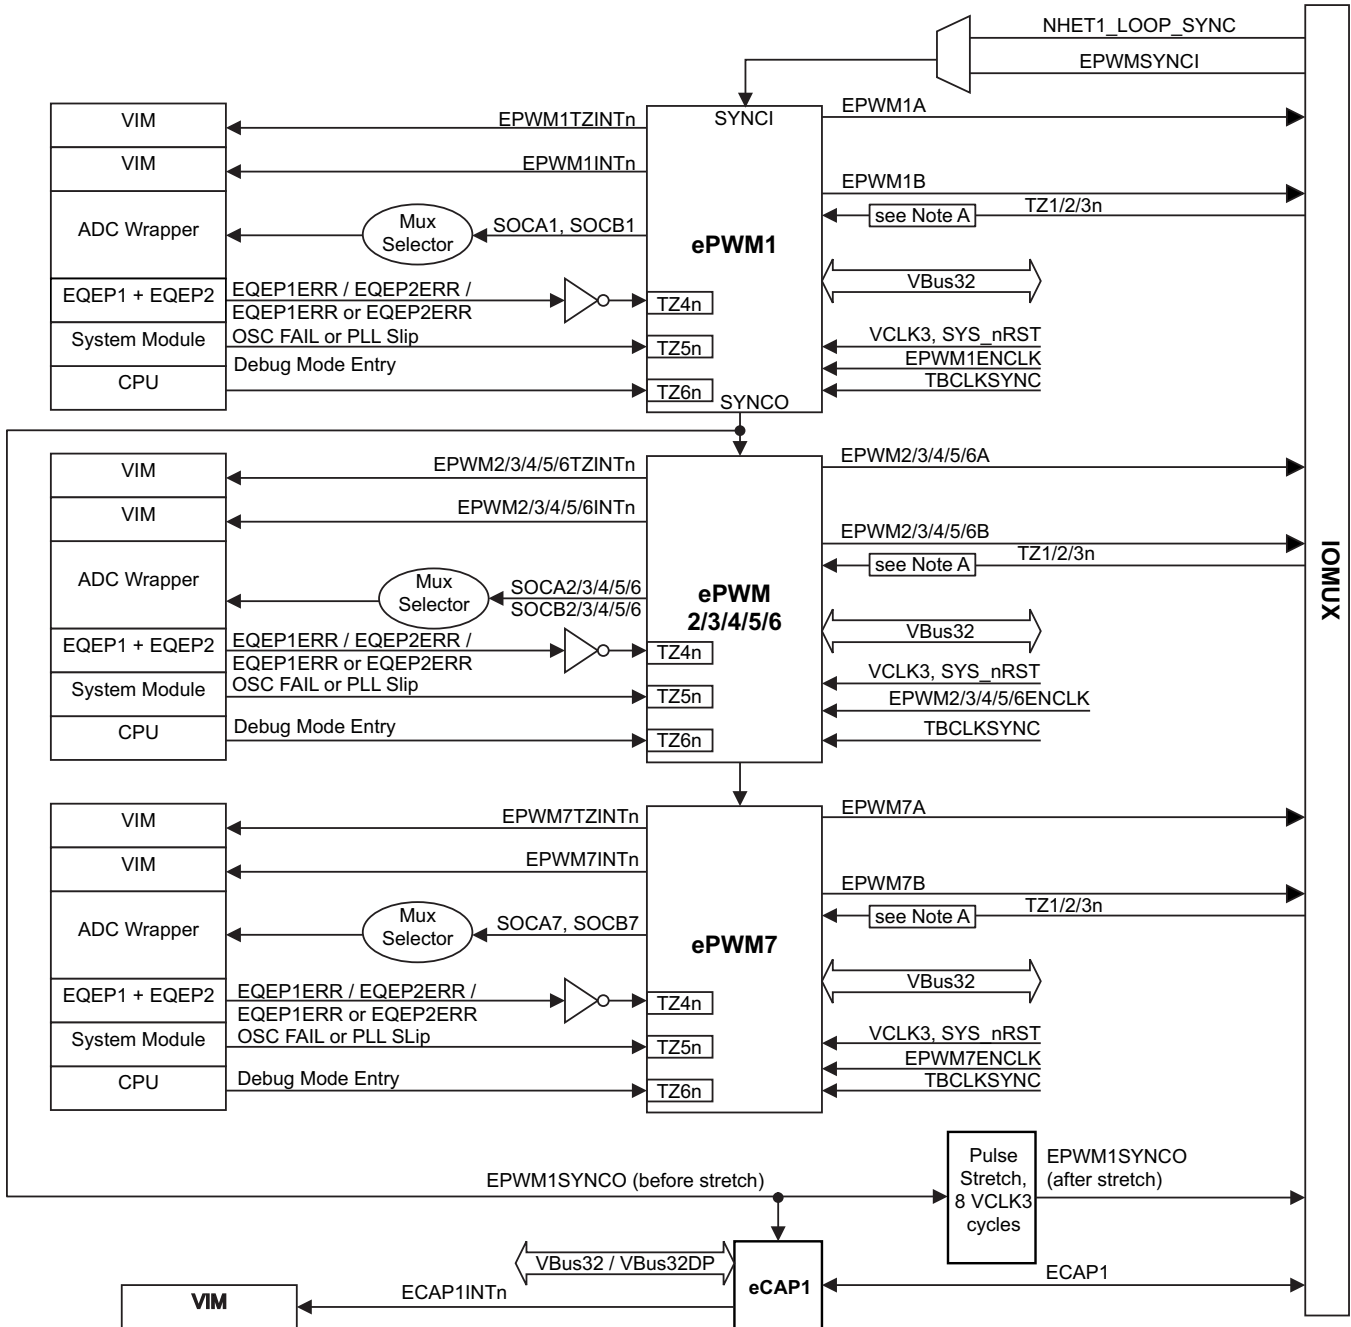 NHET1_LOOP_SYNC
EPWMSYNCI
VIM
EPWM1TZINTn
SYNCI
EPWM1A
VIM
EPWM1INTn
EPWM1B
ADC Wrapper
Mux
Selector
SOCA1, SOCB1
ePWM1
see Note A
TZ1/2/3n
VBus32
EQEP1 + EQEP2
EQEP1ERR / EQEP2ERR /
EQEP1ERR or EQEP2ERR
TZ4n
System Module
OSC FAIL or PLL Slip
TZ5n
VCLK3, SYS_nRST
EPWM1ENCLK
TBCLKSYNC
CPU
Debug Mode Entry
TZ6n
SYNCO
VIM
EPWM2/3/4/5/6TZINTn
EPWM2/3/4/5/6A
VIM
EPWM2/3/4/5/6INTn
EPWM2/3/4/5/6B
ADC Wrapper
Mux
Selector
SOCA2/3/4/5/6
SOCB2/3/4/5/6
ePWM
2/3/4/5/6
see Note A
TZ1/2/3n
IOMUX
VBus32
EQEP1 + EQEP2
EQEP1ERR / EQEP2ERR /
EQEP1ERR or EQEP2ERR
TZ4n
System Module
OSC FAIL or PLL Slip
TZ5n
VCLK3, SYS_nRST
EPWM2/3/4/5/6ENCLK
TBCLKSYNC
CPU
Debug Mode Entry
TZ6n
VIM
EPWM7TZINTn
EPWM7A
VIM
EPWM7INTn
EPWM7B
ADC Wrapper
Mux
Selector
SOCA7, SOCB7
ePWM7
see Note A
TZ1/2/3n
VBus32
EQEP1 + EQEP2
EQEP1ERR / EQEP2ERR /
EQEP1ERR or EQEP2ERR
TZ4n
System Module
OSC FAIL or PLL SLip
TZ5n
VCLK3, SYS_nRST
EPWM7ENCLK
TBCLKSYNC
CPU
Debug Mode Entry
TZ6n
EPWM1SYNCO (before stretch)
Pulse
Stretch,
8 VCLK3
cycles
EPWM1SYNCO
(after stretch)
VBus32 / VBus32DP
eCAP1
ECAP1
VIM
ECAP1INTn